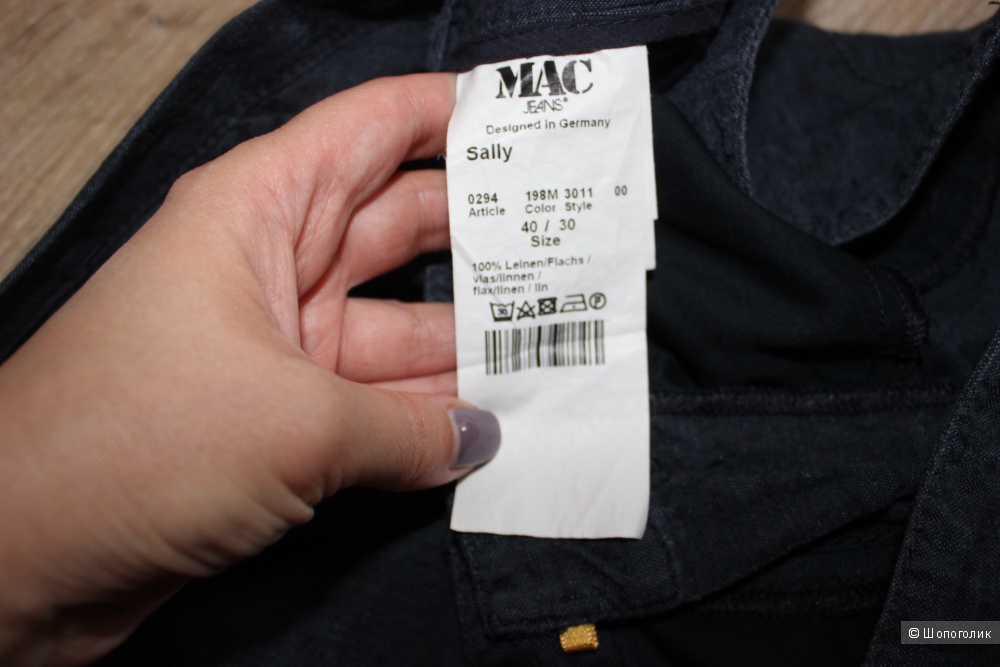 MAC
JEANS®
Designed in Germany
Sally
0294 198M 3011 00
Article Color Style
40 / 30
Size
100% Leinen/Flachs /
vlas/linnen /
flax/linen / lin
30 P
© Шопоголик